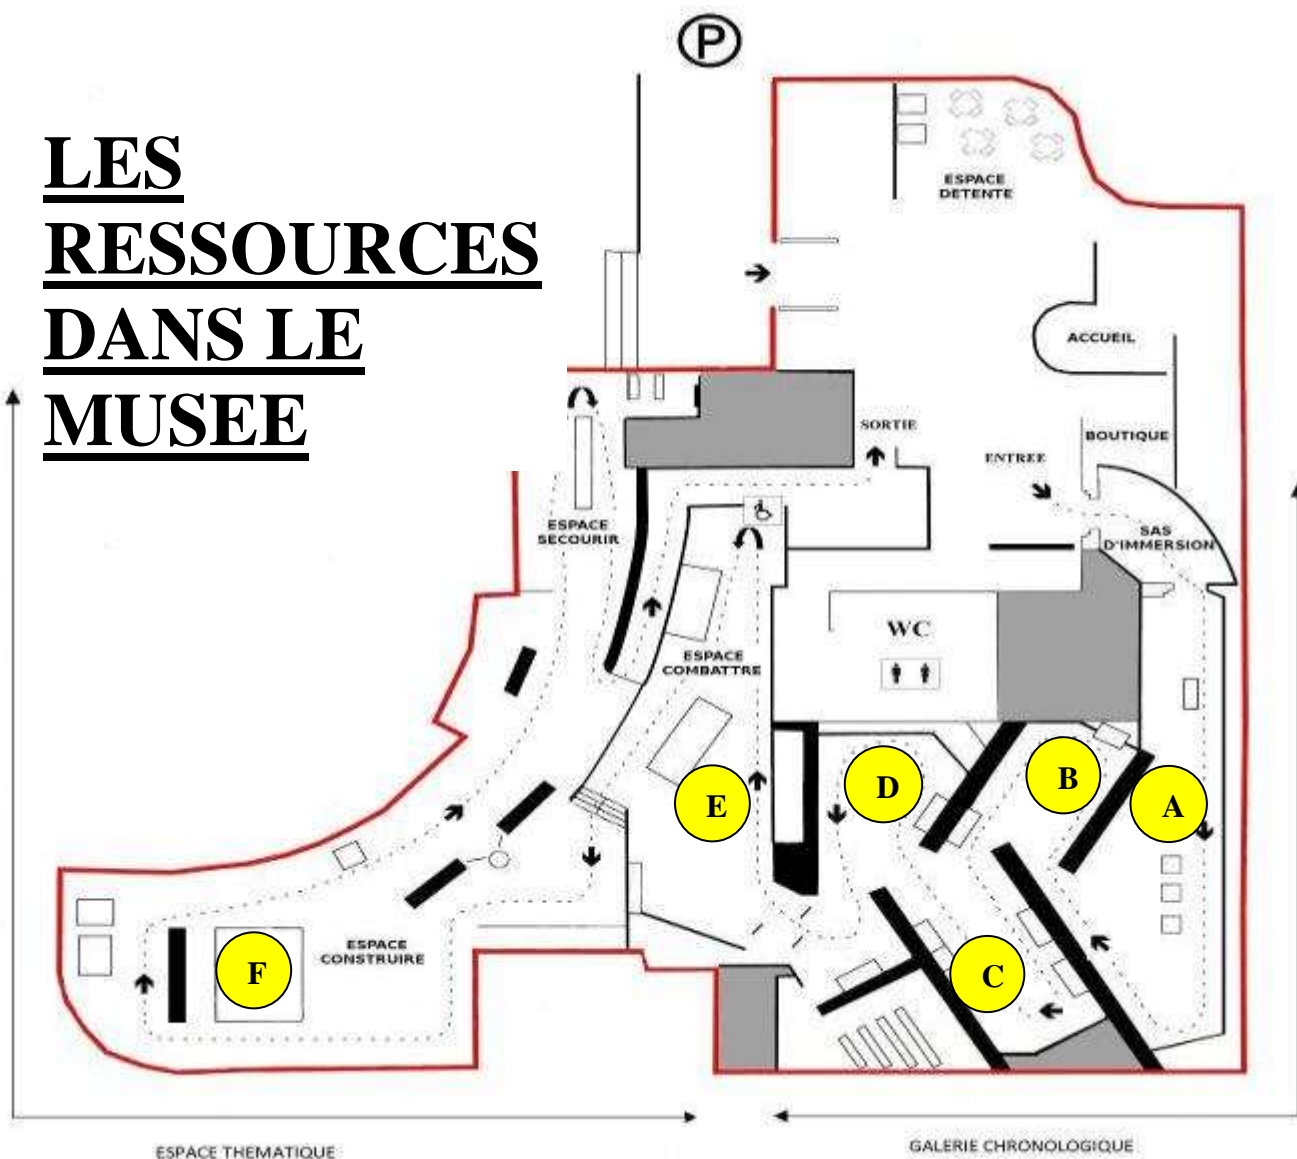 P
LES
RESSOURCES
DANS LE
MUSEE
ESPACE
DETENTE
ACCUEIL
SORTIE
BOUTIQUE
ENTREE
ESPACE
SECOURIR
SAS
D'IMMERSION
WC
ESPACE
COMBATTRE
E
D
B
A
ESPACE
CONSTRUIRE
F
C
ESPACE THEMATIQUE
GALERIE CHRONOLOGIQUE